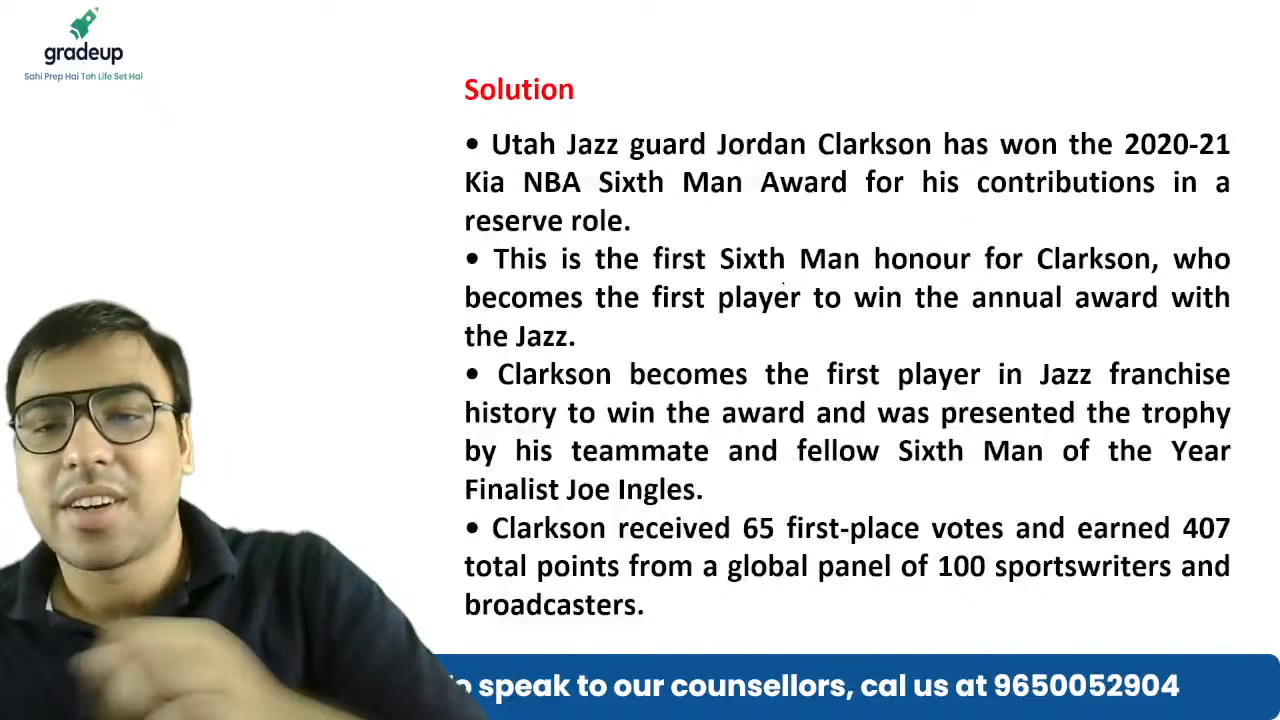 gradeup
Sahi Prep Hai Toh Life Set Hai
Solution
• Utah Jazz guard Jordan Clarkson has won the 2020-21
Kia NBA Sixth Man Award for his contributions in a
reserve role.
• This is the first Sixth Man honour for Clarkson, who
becomes the first player to win the annual award with
the Jazz.
• Clarkson becomes the first player in Jazz franchise
history to win the award and was presented the trophy
by his teammate and fellow Sixth Man of the Year
Finalist Joe Ingles.
• Clarkson received 65 first-place votes and earned 407
total points from a global panel of 100 sportswriters and
broadcasters.
speak to our counsellors, cal us at 9650052904